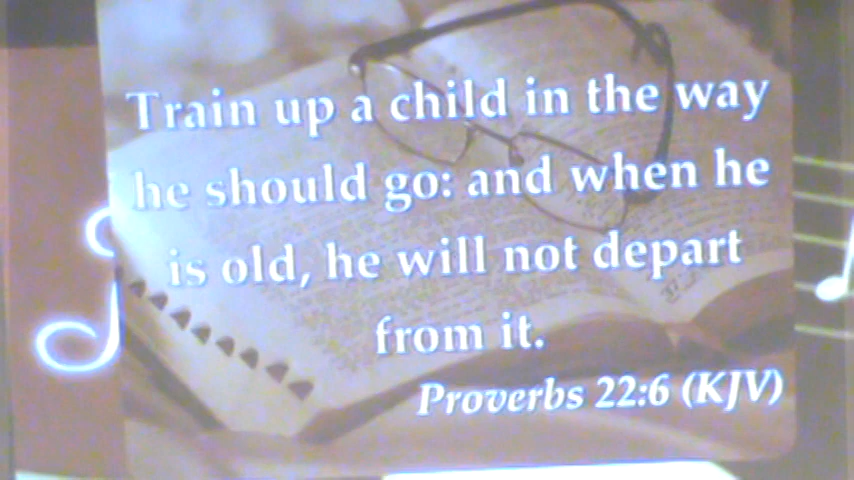 Train up a child in the way
he should go: and when he
is old, he will not depart
from it.
Proverbs 22:6 (KJV)